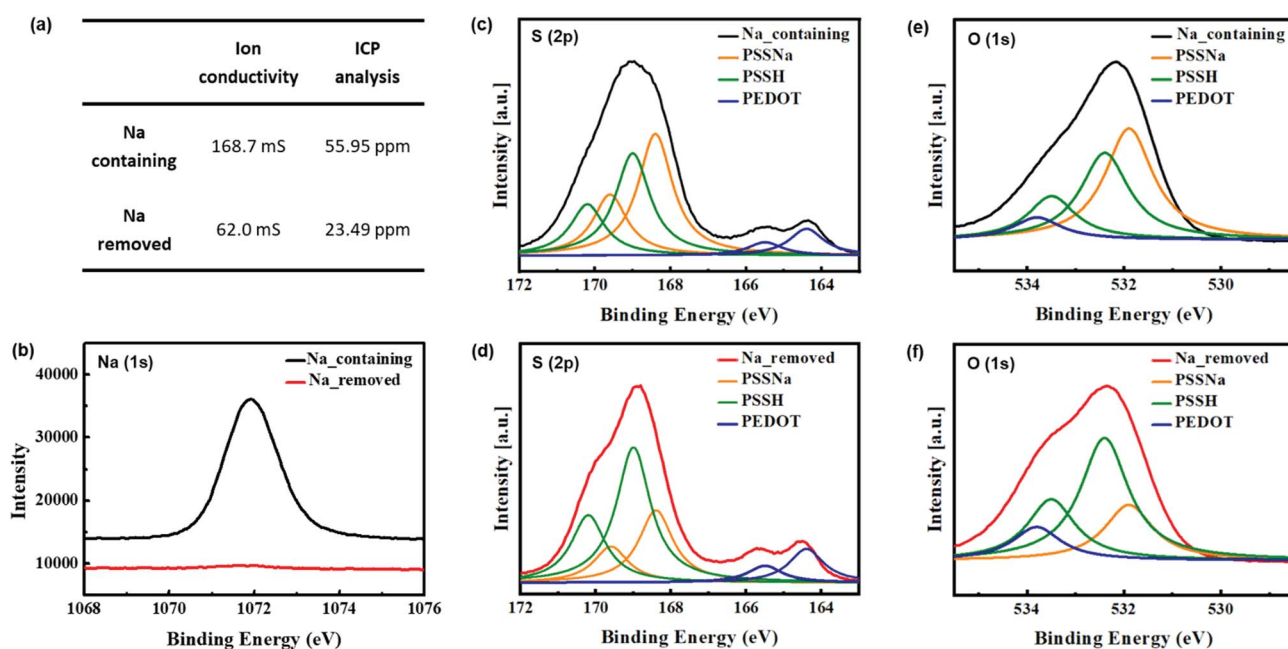 (a)
Ion conductivity
ICP analysis
Na containing
168.7 mS
55.95 ppm
Na removed
62.0 mS
23.49 ppm
(b)
Na (1s)
Na_containing
Na_removed
40000
30000
20000
10000
Intensity
1068
1070
1072
1074
1076
Binding Energy (eV)
(c)
S (2p)
Na_containing
PSSNa
PSSH
PEDOT
Intensity [a.u.]
172
170
168
166
164
Binding Energy (eV)
(d)
S (2p)
Na_removed
PSSNa
PSSH
PEDOT
Intensity [a.u.]
172
170
168
166
164
Binding Energy (eV)
(e)
O (1s)
Na_containing
PSSNa
PSSH
PEDOT
Intensity [a.u.]
534
532
530
Binding Energy (eV)
(f)
O (1s)
Na_removed
PSSNa
PSSH
PEDOT
Intensity [a.u.]
534
532
530
Binding Energy (eV)